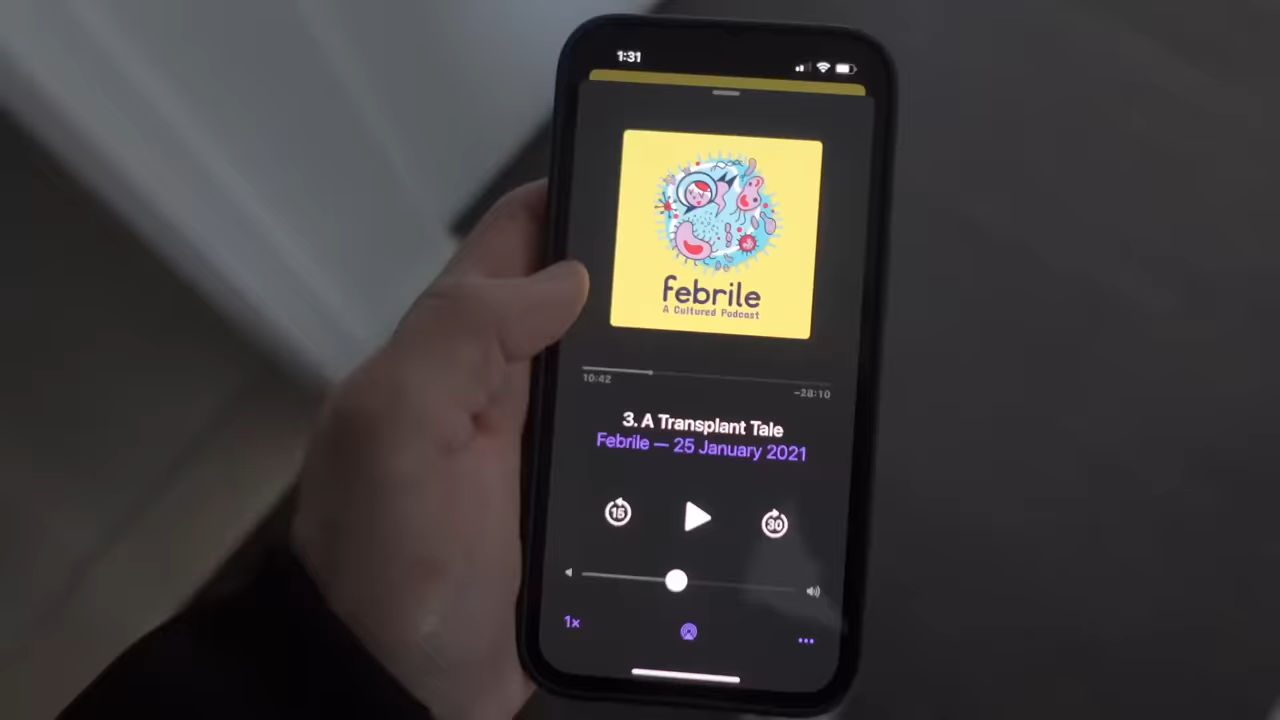 1:31
febrile
A Cultured Podcast
10:42
-28:10
3. A Transplant Tale
Febrile — 25 January 2021
15
30
1x